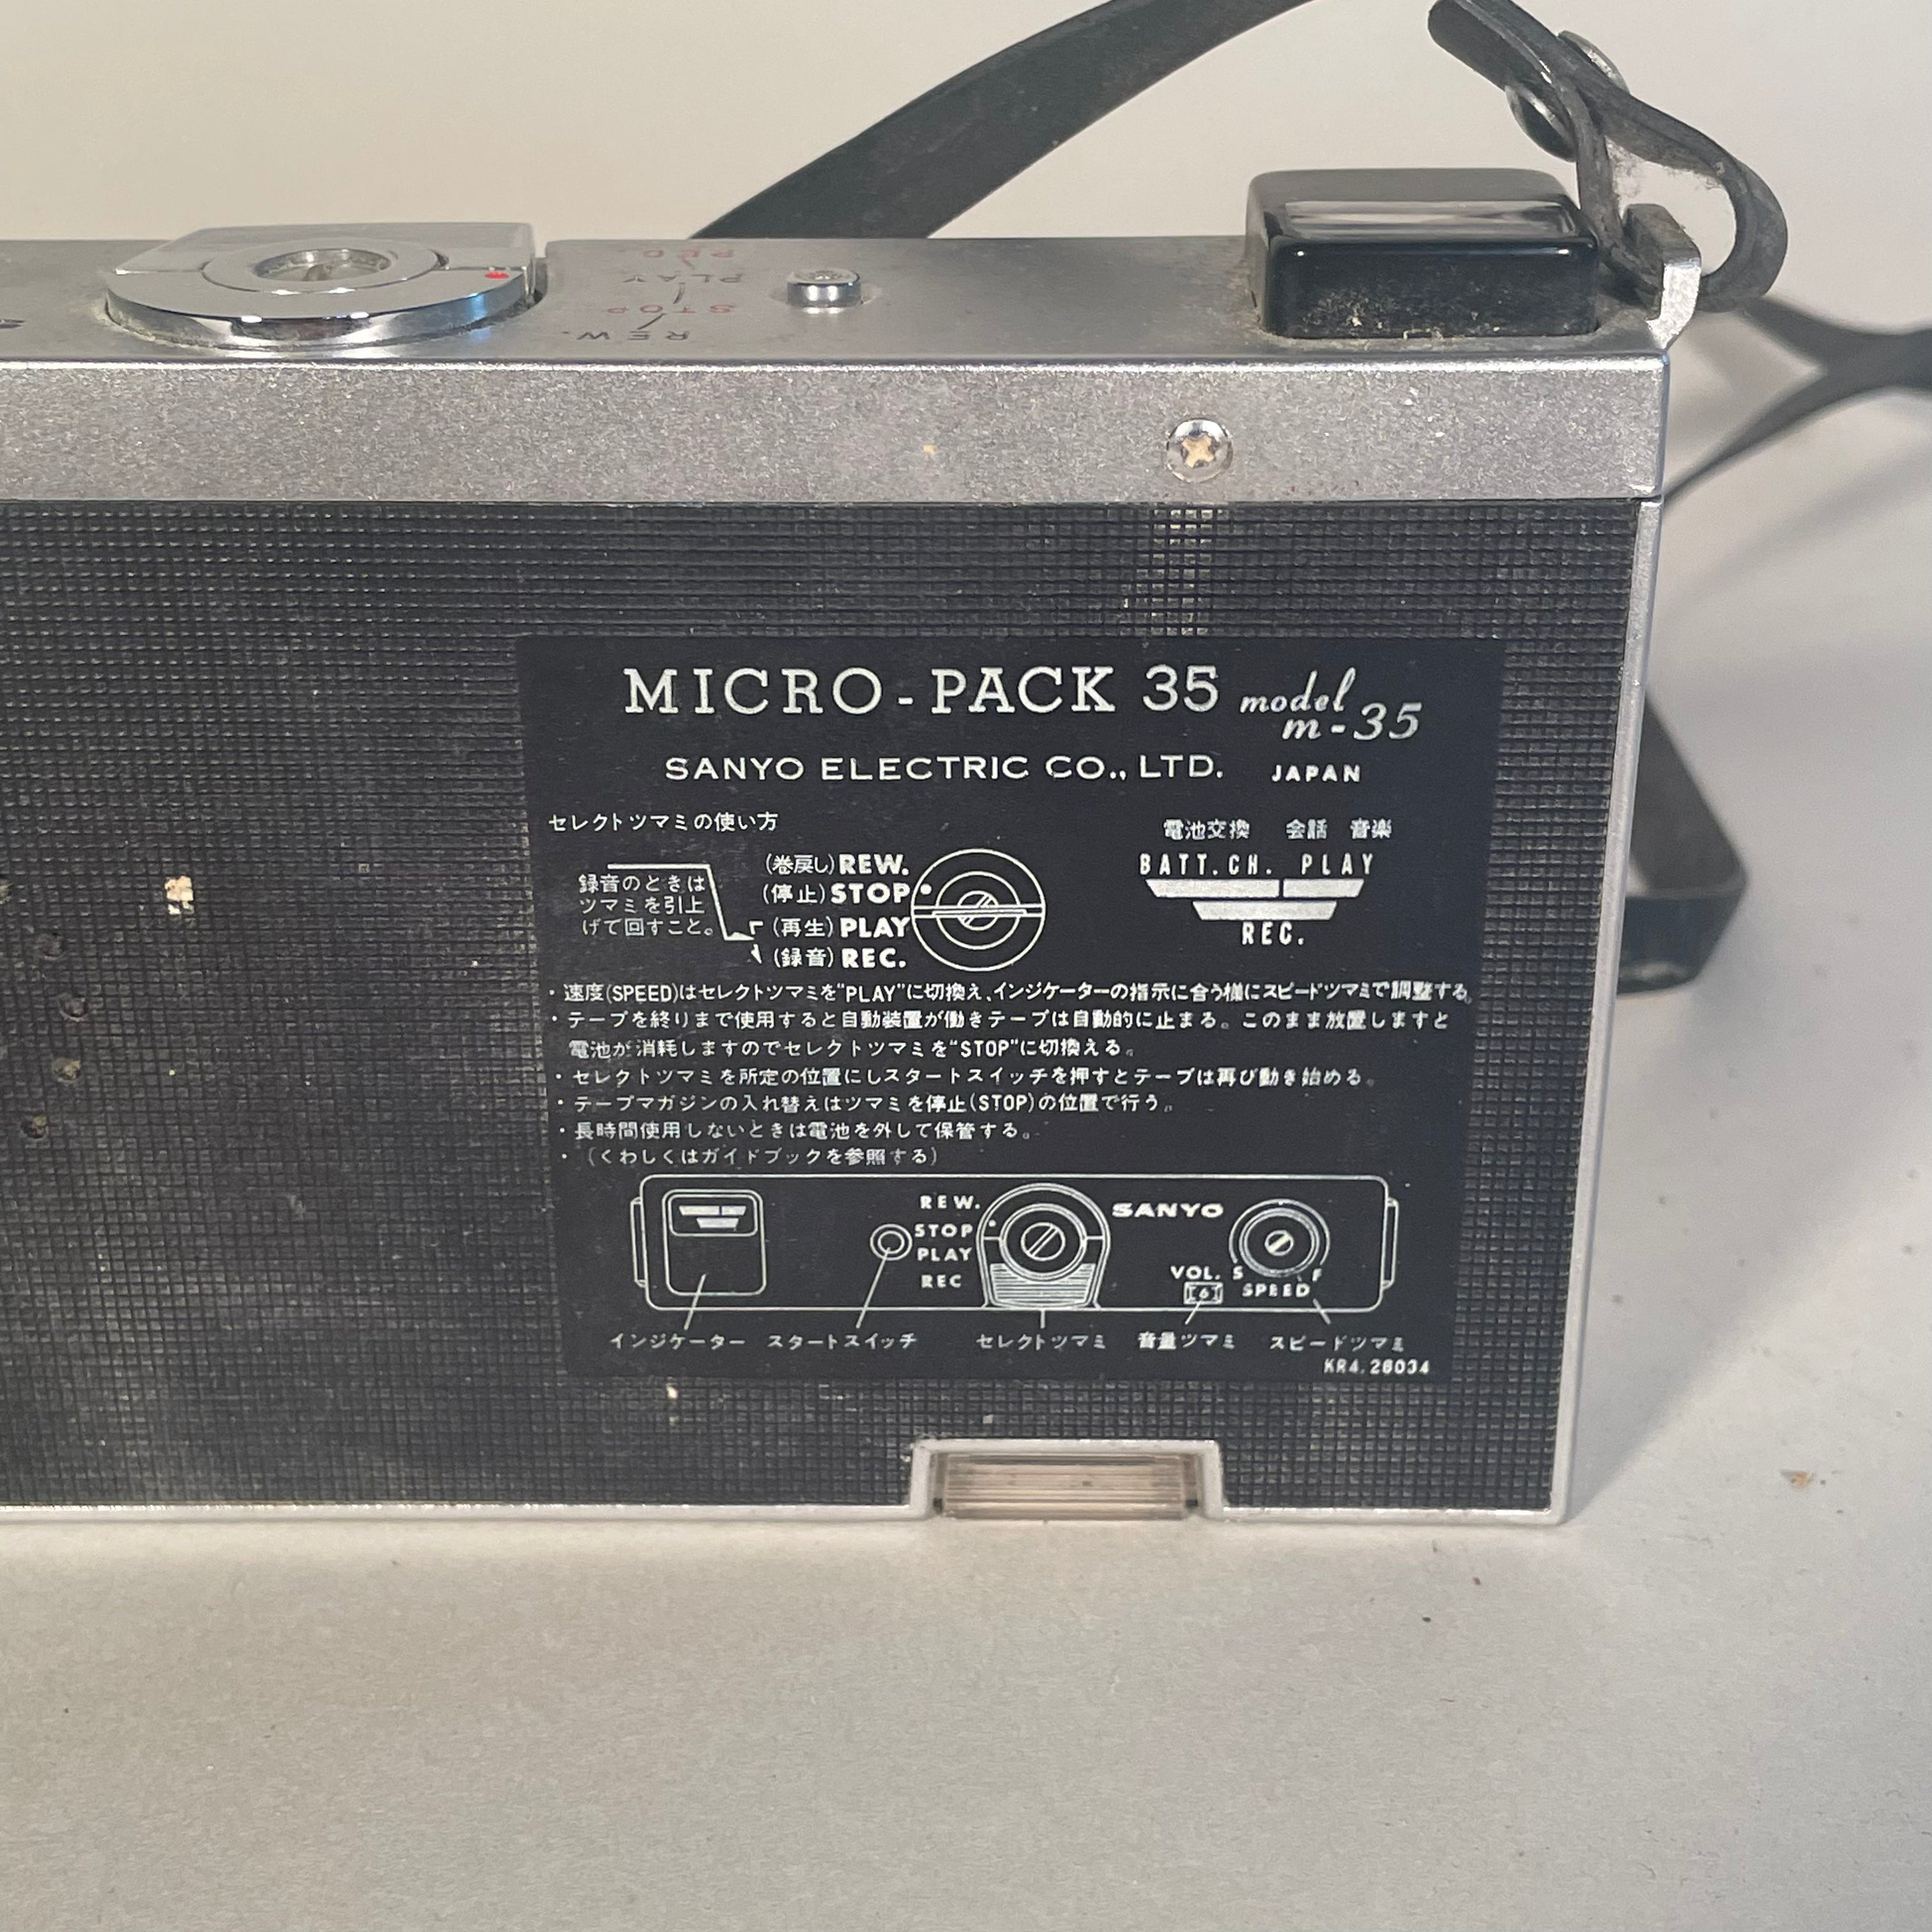 REC.
PLAY
STOP
REW.
MICRO-PACK 35 model m-35
SANYO ELECTRIC CO., LTD. JAPAN
セレクトツマミの使い方
録音のときは
ツマミを引上
げて回すこと。
(巻戻し) REW.
(停止) STOP
(再生) PLAY
(録音) REC.
電池交換 会話 音楽
BATT.CH. PLAY
REC.
・速度(SPEED)はセレクトツマミを"PLAY"に切換え、インジケーターの指示に合う様にスピードツマミで調整する。
・テープを終りまで使用すると自動装置が働きテープは自動的に止まる。このまま放置しますと
電池が消耗しますのでセレクトツマミを"STOP"に切換える。
・セレクトツマミを所定の位置にしスタートスイッチを押すとテープは再び動き始める。
・テープマガジンの入れ替えはツマミを停止(STOP)の位置で行う。
・長時間使用しないときは電池を外して保管する。
・(くわしくはガイドブックを参照する)
REW.
STOP
PLAY
REC
SANYO
VOL. S F
6 SPEED
インジケーター スタートスイッチ セレクトツマミ 音量ツマミ スピードツマミ
KR4.26034